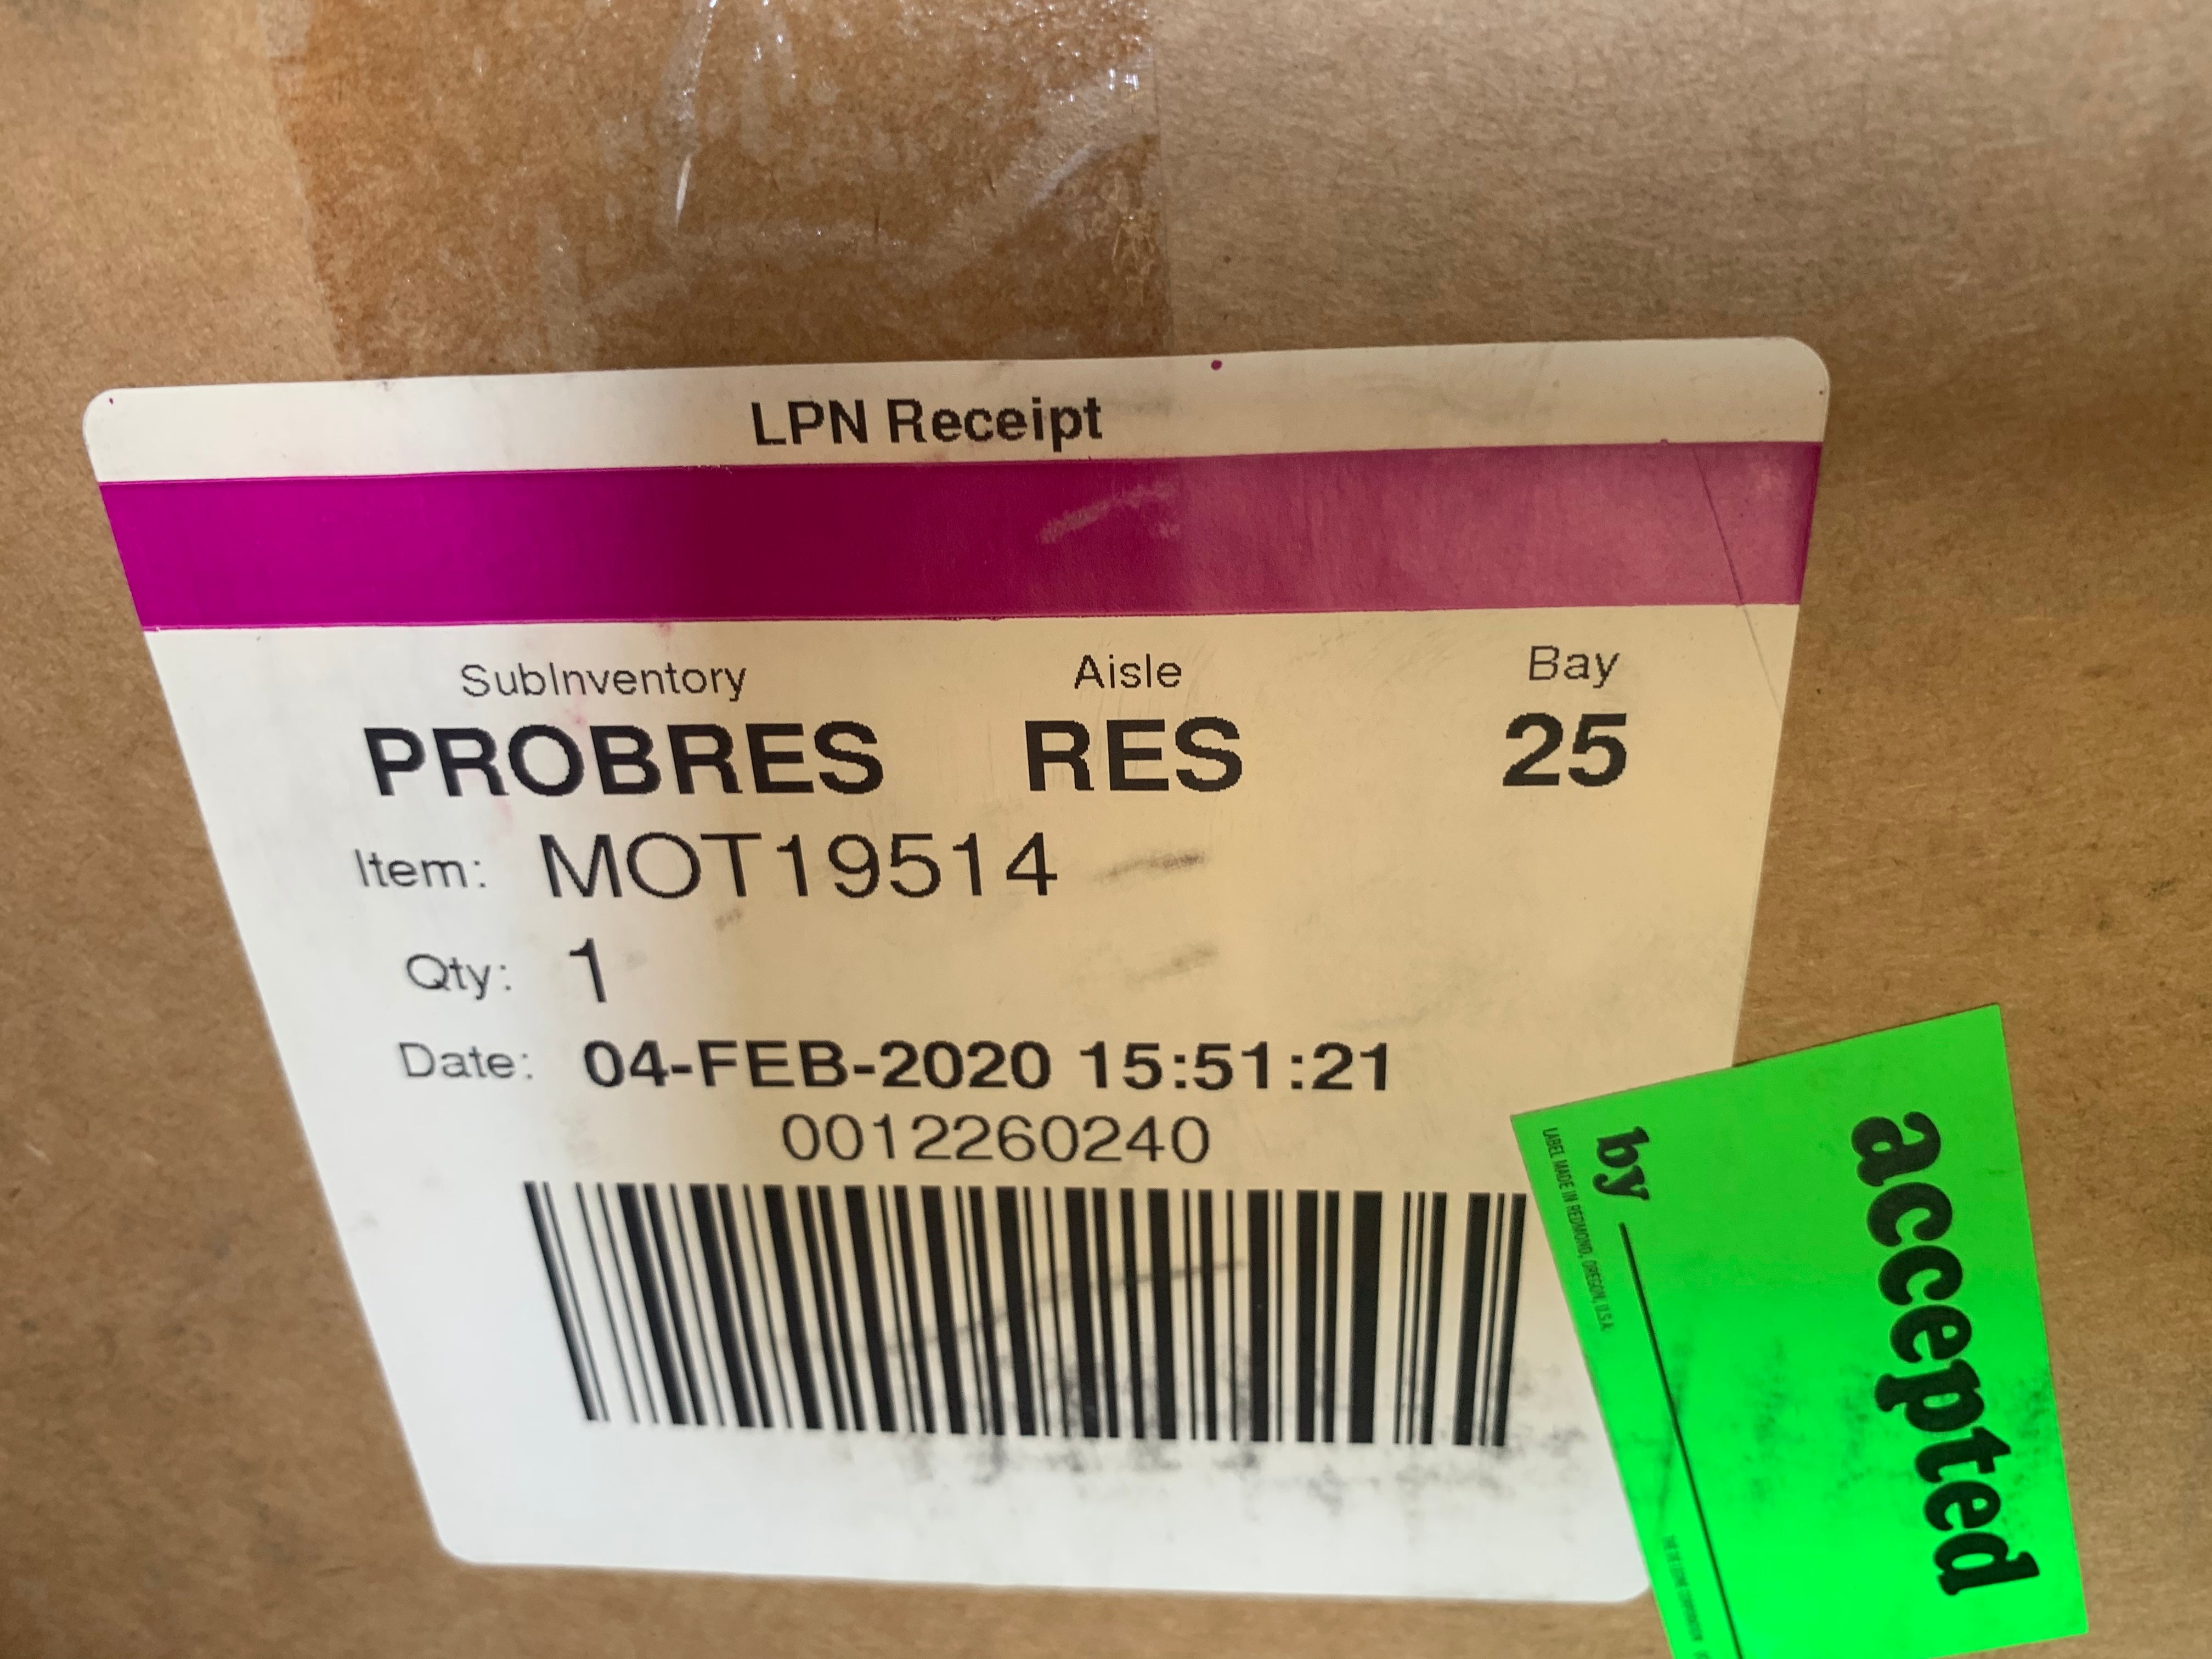 LPN Receipt
SubInventory Aisle Bay
PROBRES RES 25
Item: MOT19514
Qty: 1
Date: 04-FEB-2020 15:51:21
0012260240
accepted
by
LABEL MADE IN REDMOND, OREGON, U.S.A.